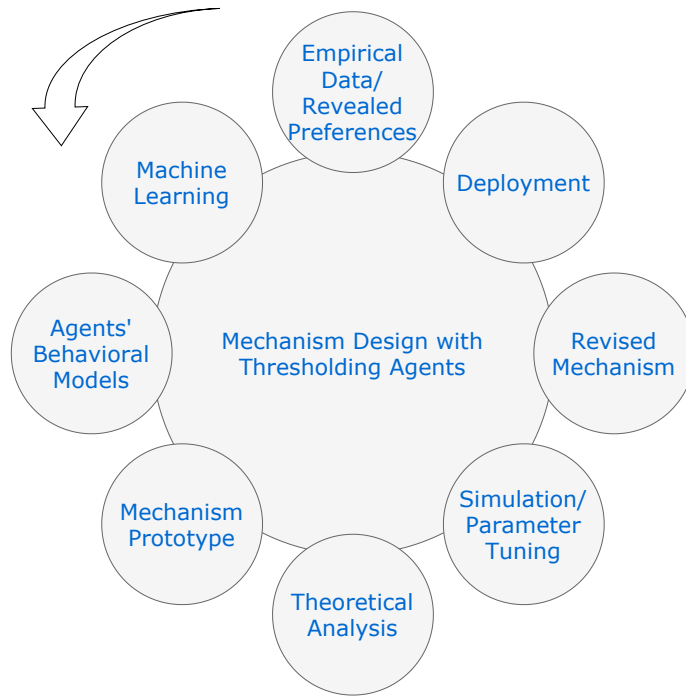 Empirical
Data/
Revealed
Preferences
Machine
Learning
Deployment
Agents'
Behavioral
Models
Mechanism Design with
Thresholding Agents
Revised
Mechanism
Mechanism
Prototype
Simulation/
Parameter
Tuning
Theoretical
Analysis